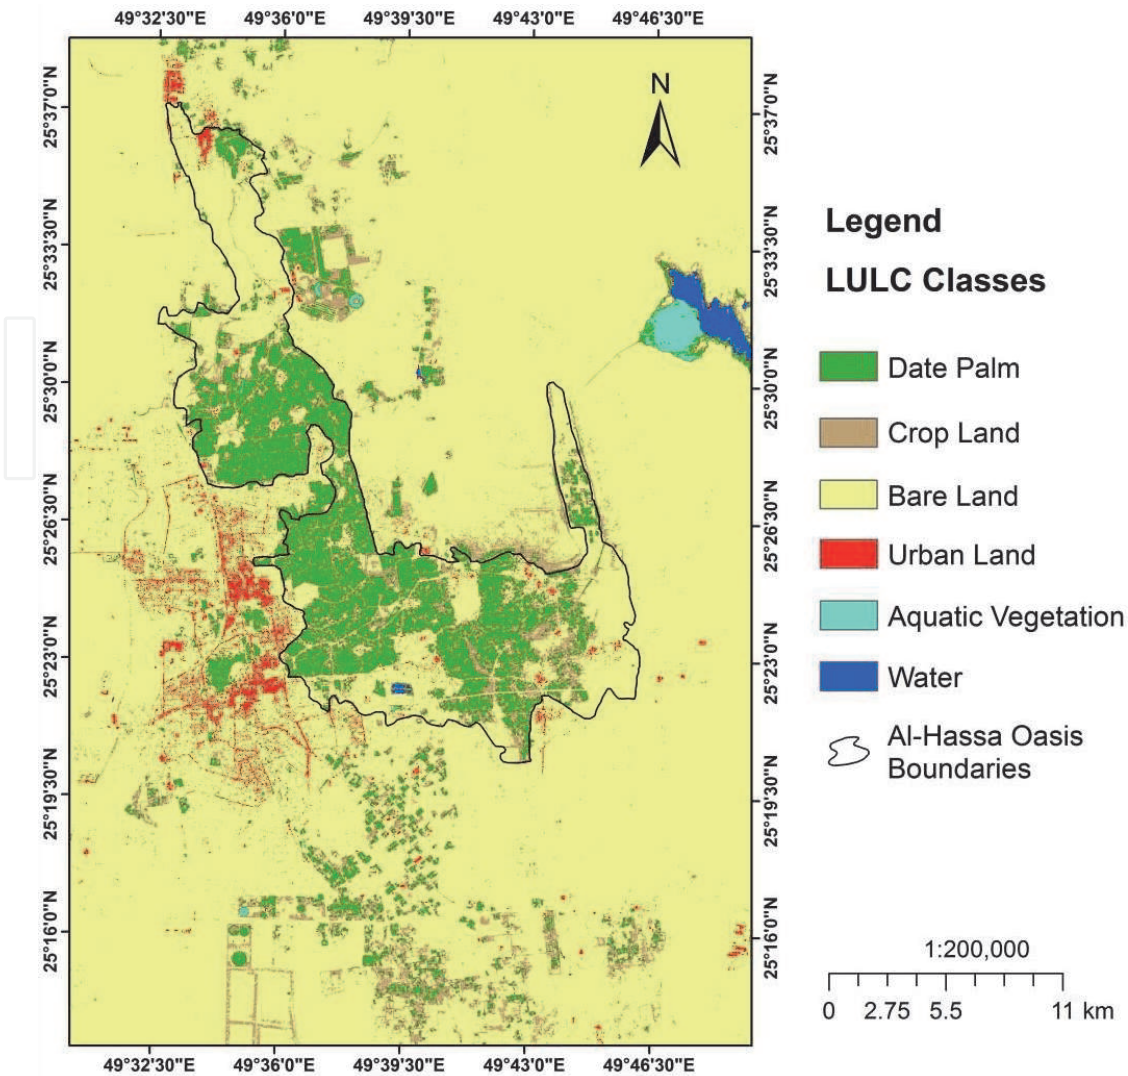 49°32'30"E 49°36'0"E 49°39'30"E 49°43'0"E 49°46'30"E
25°37'0"N
25°33'30"N
25°30'0"N
25°26'30"N
25°23'0"N
25°19'30"N
25°16'0"N
N
25°37'0"N
25°33'30"N
25°30'0"N
25°26'30"N
25°23'0"N
25°19'30"N
25°16'0"N
49°32'30"E 49°36'0"E 49°39'30"E 49°43'0"E 49°46'30"E
Legend
LULC Classes
Date Palm
Crop Land
Bare Land
Urban Land
Aquatic Vegetation
Water
Al-Hassa Oasis
Boundaries
1:200,000
0 2.75 5.5 11 km